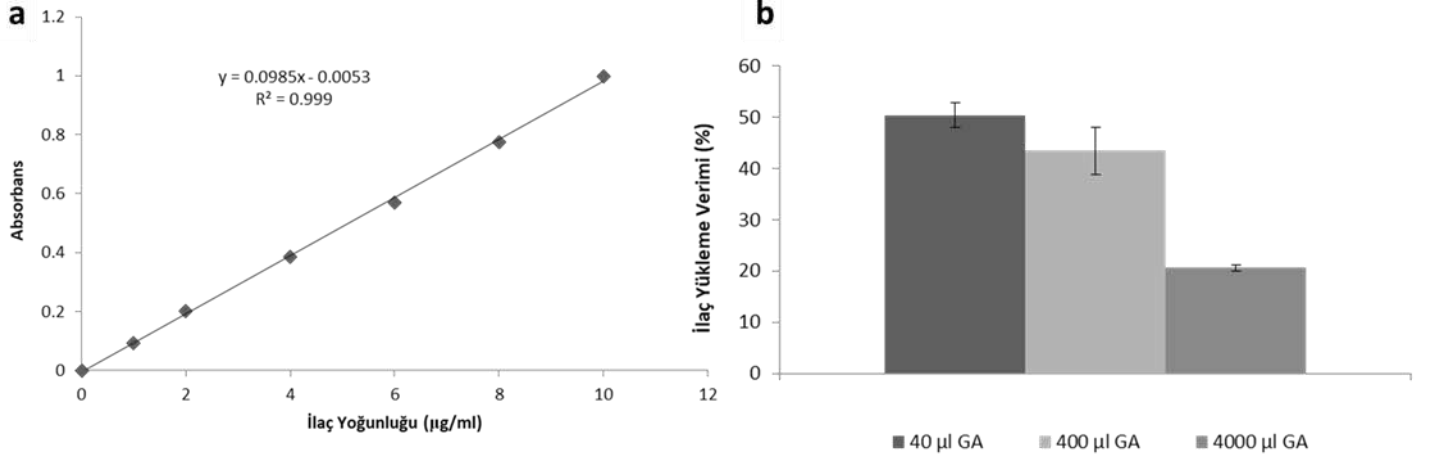 a
1.2
1
0.8
0.6
0.4
0.2
0
Absorbans
y = 0.0985x - 0.0053
R² = 0.999
0 2 4 6 8 10 12
İlaç Yoğunluğu (µg/ml)
b
60
50
40
30
20
10
0
İlaç Yükleme Verimi (%)
40 µl GA 400 µl GA 4000 µl GA